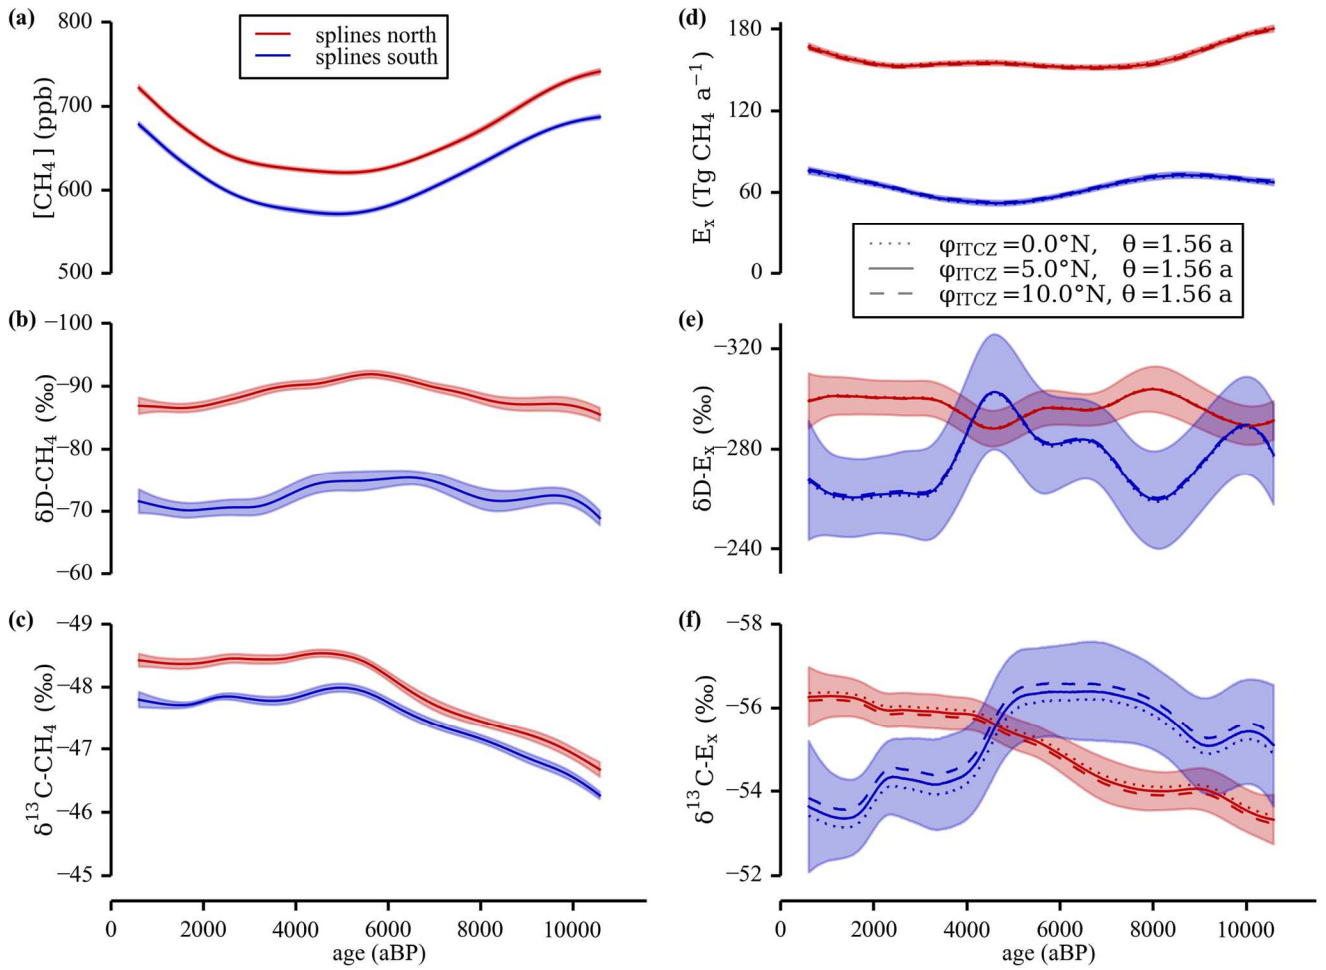 (a)
800
700
600
500
[CH₄] (ppb)
splines north
splines south
(b)
−100
−90
−80
−70
−60
δD-CH₄ (‰)
(c)
−49
−48
−47
−46
−45
δ¹³C-CH₄ (‰)
0 2000 4000 6000 8000 10000
age (aBP)
(d)
180
120
60
0
Eₓ (Tg CH₄ a⁻¹)
φITCZ =0.0°N, θ =1.56 a
φITCZ =5.0°N, θ =1.56 a
φITCZ =10.0°N, θ =1.56 a
(e)
−320
−280
−240
δD-Eₓ (‰)
(f)
−58
−56
−54
−52
δ¹³C-Eₓ (‰)
0 2000 4000 6000 8000 10000
age (aBP)